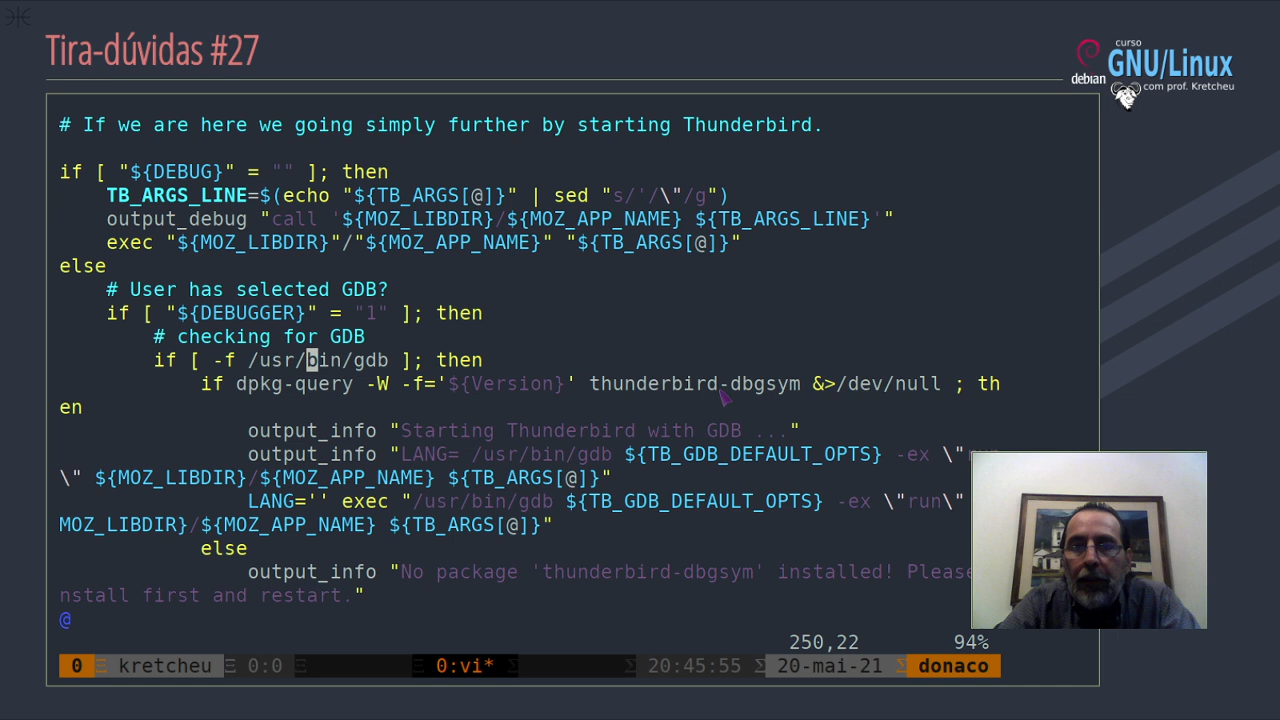 Tira-dúvidas #27
curso
GNU/Linux
debian
com prof. Kretcheu
# If we are here we going simply further by starting Thunderbird.
if [ "${DEBUG}" = "" ]; then
TB_ARGS_LINE=$(echo "${TB_ARGS[@]}" | sed "s/'/\"/g")
output_debug "call '${MOZ_LIBDIR}/${MOZ_APP_NAME} ${TB_ARGS_LINE}'"
exec "${MOZ_LIBDIR}"/"${MOZ_APP_NAME}" "${TB_ARGS[@]}"
else
# User has selected GDB?
if [ "${DEBUGGER}" = "1" ]; then
# checking for GDB
if [ -f /usr/bin/gdb ]; then
if dpkg-query -W -f='${Version}' thunderbird-dbgsym &>/dev/null ; th
en
output_info "Starting Thunderbird with GDB ..."
output_info "LANG= /usr/bin/gdb ${TB_GDB_DEFAULT_OPTS} -ex \"run
\" ${MOZ_LIBDIR}/${MOZ_APP_NAME} ${TB_ARGS[@]}"
LANG='' exec "/usr/bin/gdb ${TB_GDB_DEFAULT_OPTS} -ex \"run\"
MOZ_LIBDIR}/${MOZ_APP_NAME} ${TB_ARGS[@]}"
else
output_info "No package 'thunderbird-dbgsym' installed! Please
nstall first and restart."
@
250,22 94%
0 kretcheu 0:0 0:vi* 20:45:55 20-mai-21 donaco